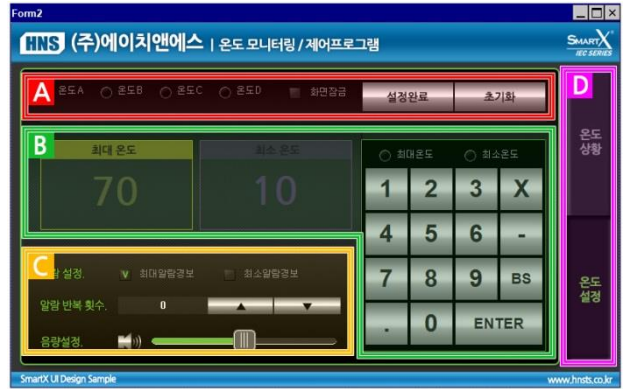 Form2
HNS (주)에이치앤에스 | 온도 모니터링 / 제어프로그램
SMARTX
IEC SERIES
A 온도A 온도B 온도C 온도D 화면잠금 설정완료 초기화
D
B
최대 온도 최소 온도
70 10
최대온도 최소온도
1 2 3 X
4 5 6 -
7 8 9 BS
. 0 ENTER
온도
상황
온도
설정
C 설정. v 최대알람경보 최소알람경보
알람 반복 횟수. 0 ▲ ▼
음량설정.
SmartX UI Design Sample
www.hnsts.co.kr